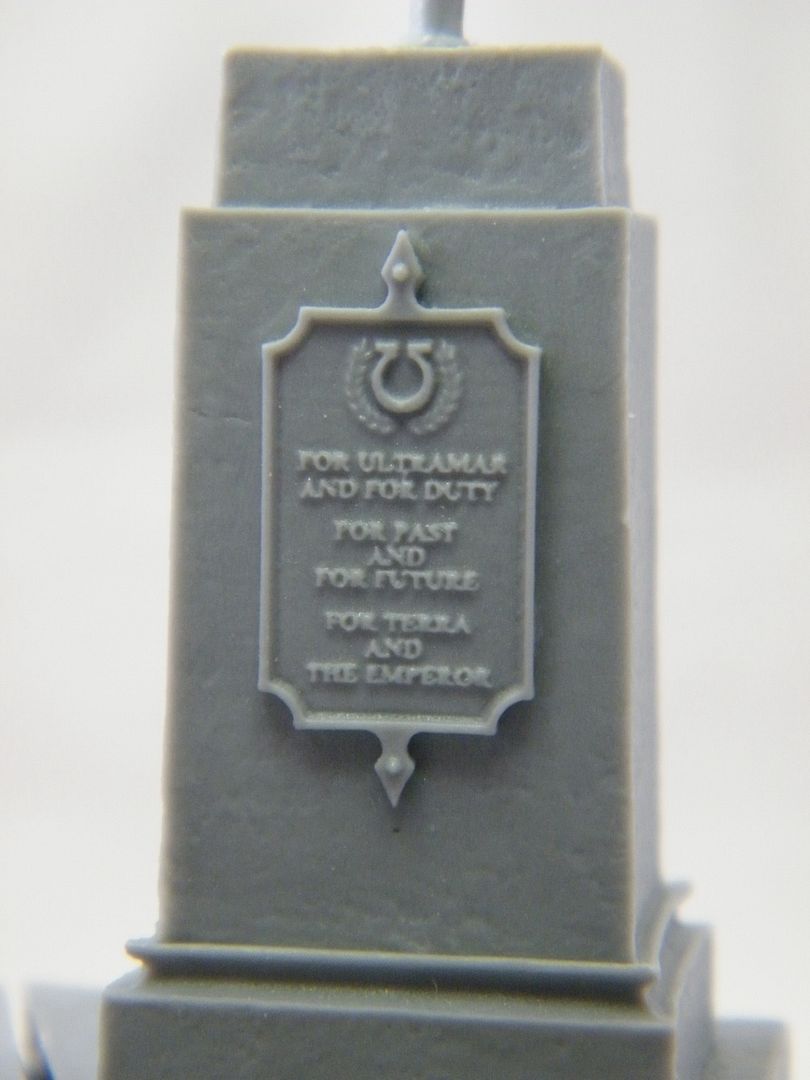 FOR ULTRAMAR
AND FOR DUTY
FOR PAST
AND
FOR FUTURE
FOR TERRA
AND
THE EMPEROR